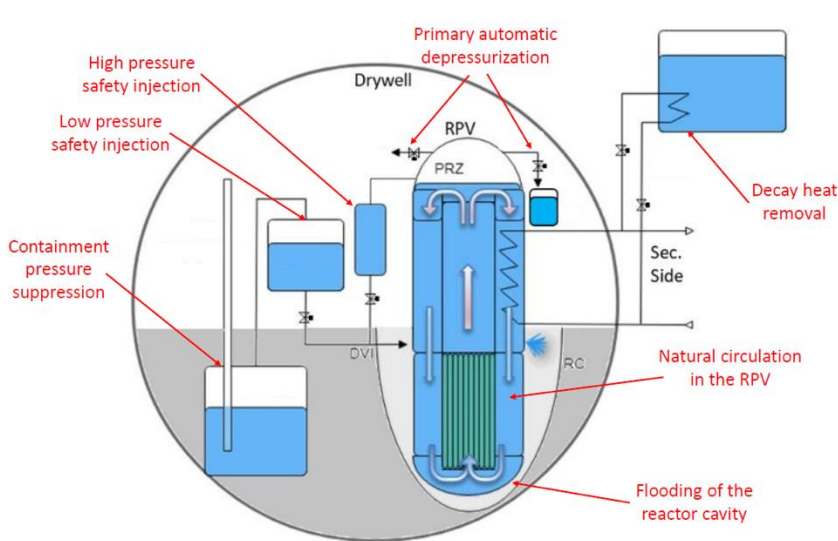 High pressure
safety injection
Primary automatic
depressurization
Drywell
Low pressure
safety injection
RPV
PRZ
Decay heat
removal
Containment
pressure
suppression
Sec.
Side
DVI
RC
Natural circulation
in the RPV
Flooding of the
reactor cavity